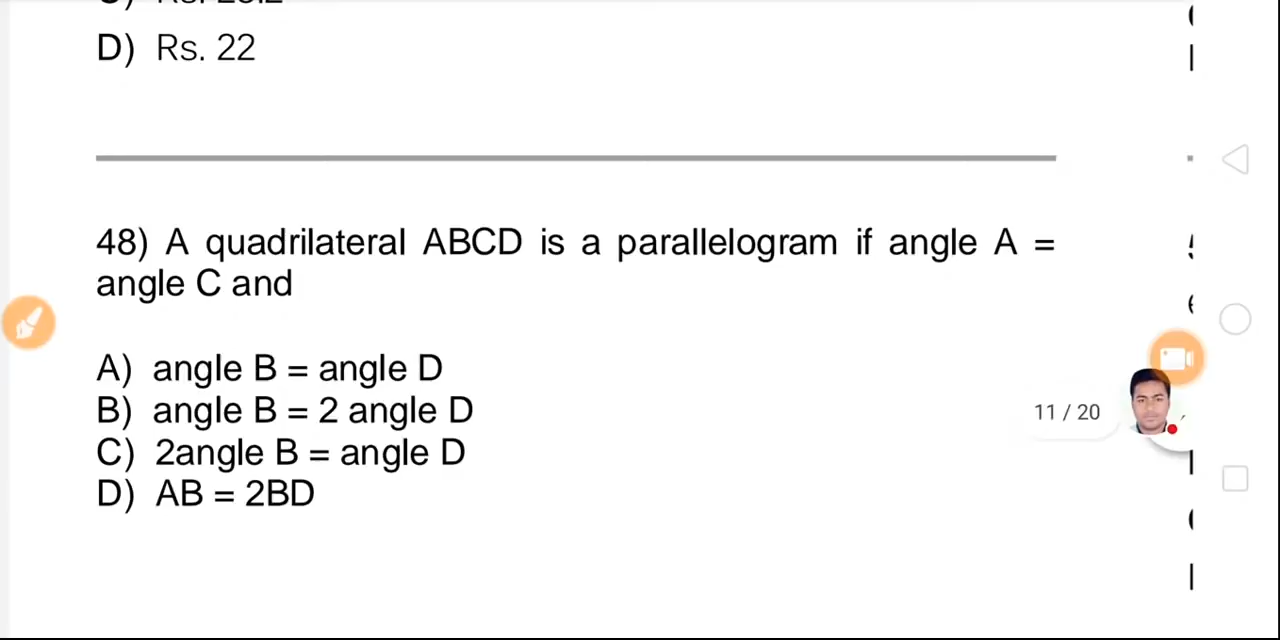 D) Rs. 22
48) A quadrilateral ABCD is a parallelogram if angle A =
angle C and
A) angle B = angle D
B) angle B = 2 angle D
C) 2angle B = angle D
D) AB = 2BD
11 / 20